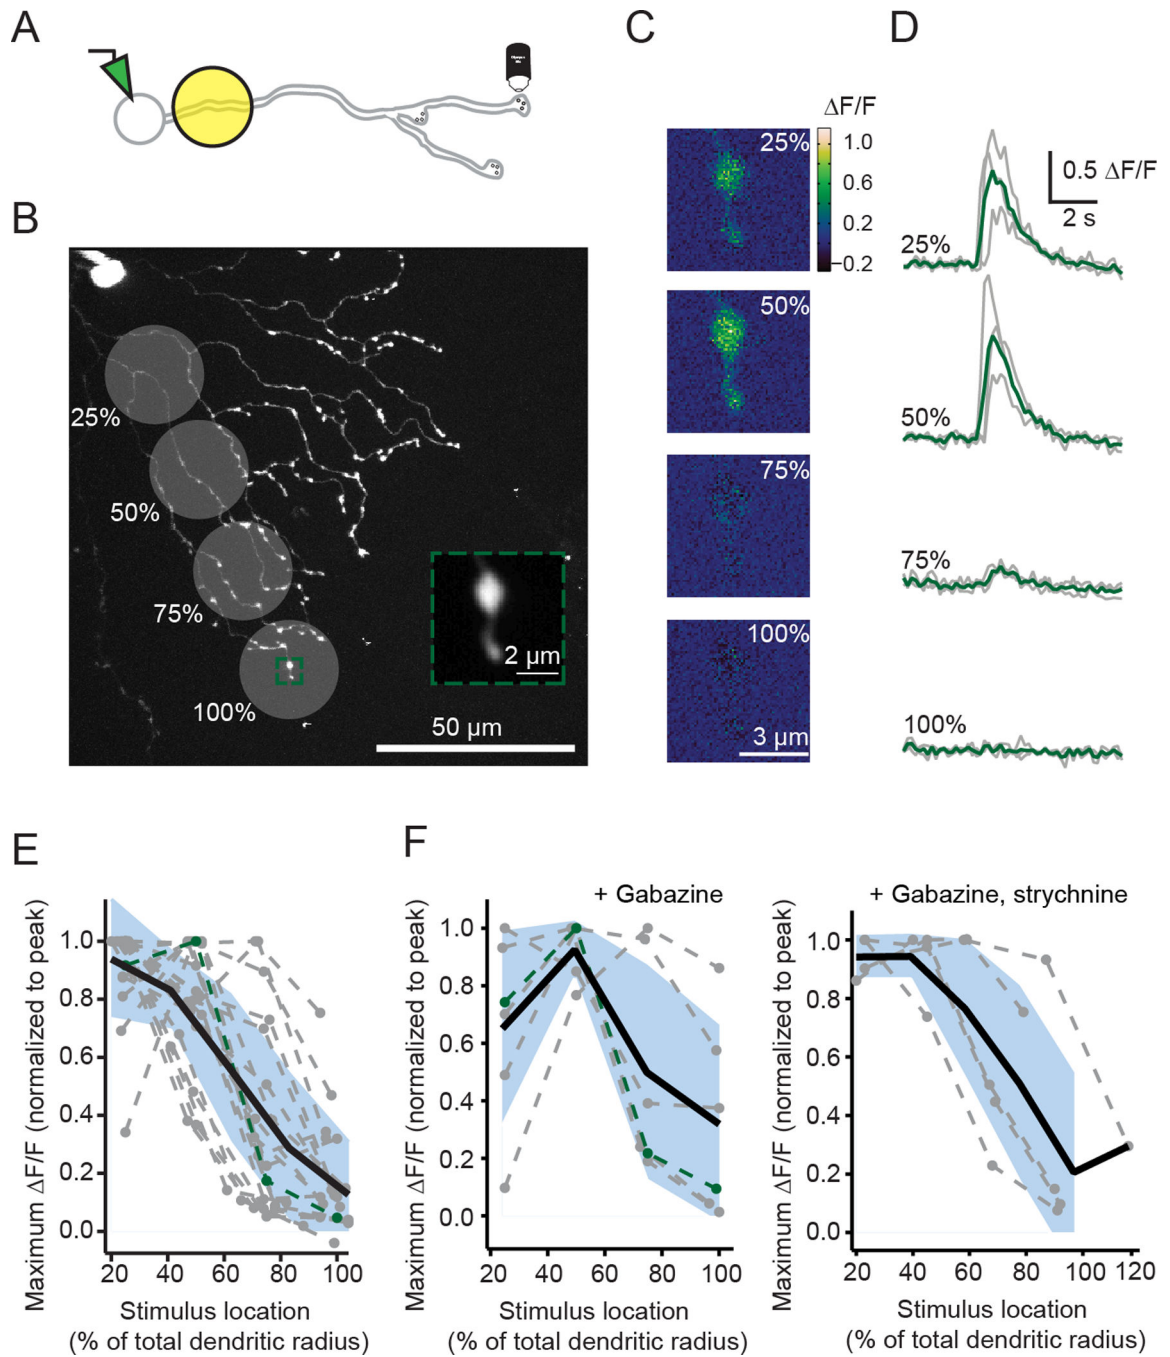 A
B
25%
50%
75%
100%
2 µm
50 µm
C
ΔF/F
25%
1.0
0.6
0.2
−0.2
50%
75%
100%
3 µm
D
0.5 ΔF/F
2 s
25%
50%
75%
100%
E
Maximum ΔF/F (normalized to peak)
1.0
0.8
0.6
0.4
0.2
0.0
20 40 60 80 100
Stimulus location
(% of total dendritic radius)
F
+ Gabazine
Maximum ΔF/F (normalized to peak)
1.0
0.8
0.6
0.4
0.2
0.0
20 40 60 80 100
Stimulus location
(% of total dendritic radius)
+ Gabazine, strychnine
Maximum ΔF/F (normalized to peak)
1.0
0.8
0.6
0.4
0.2
0.0
20 40 60 80 100 120
Stimulus location
(% of total dendritic radius)